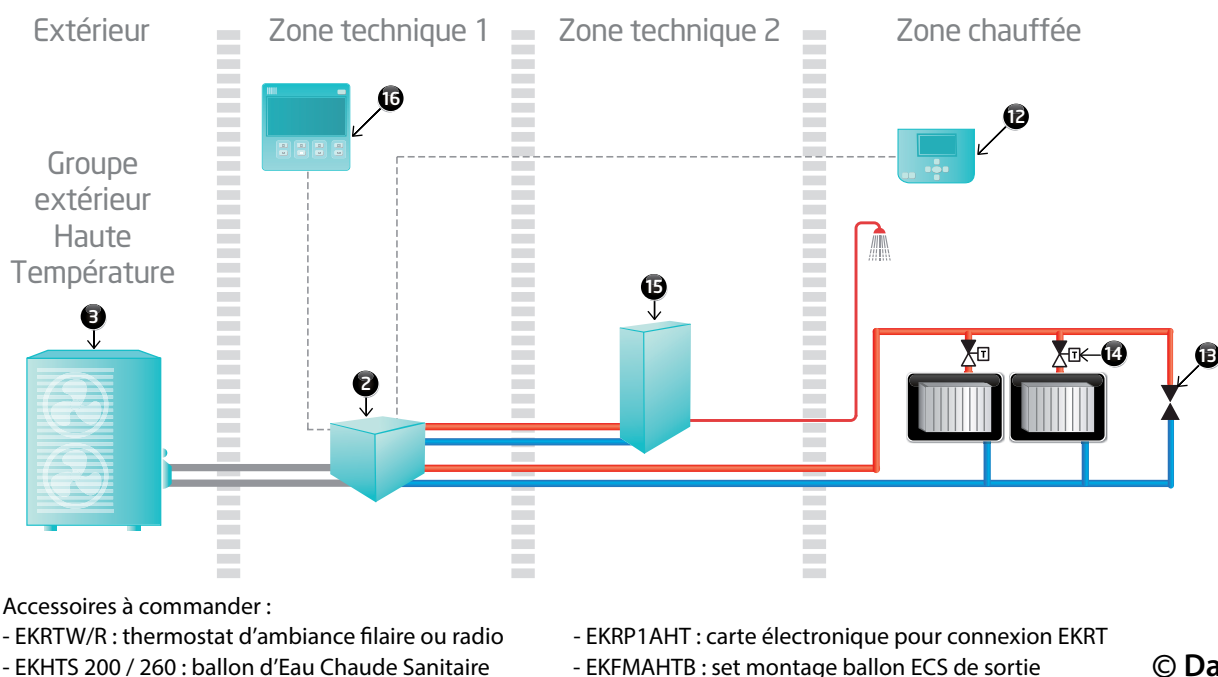 Extérieur
Zone technique 1
Zone technique 2
Zone chauffée
16
12
Groupe
extérieur
Haute
Température
15
3
14
13
T
T
2
Accessoires à commander :
- EKRTW/R : thermostat d'ambiance filaire ou radio
- EKHTS 200 / 260 : ballon d'Eau Chaude Sanitaire
- EKRP1AHT : carte électronique pour connexion EKRT
- EKFMAHTB : set montage ballon ECS de sortie
© Da